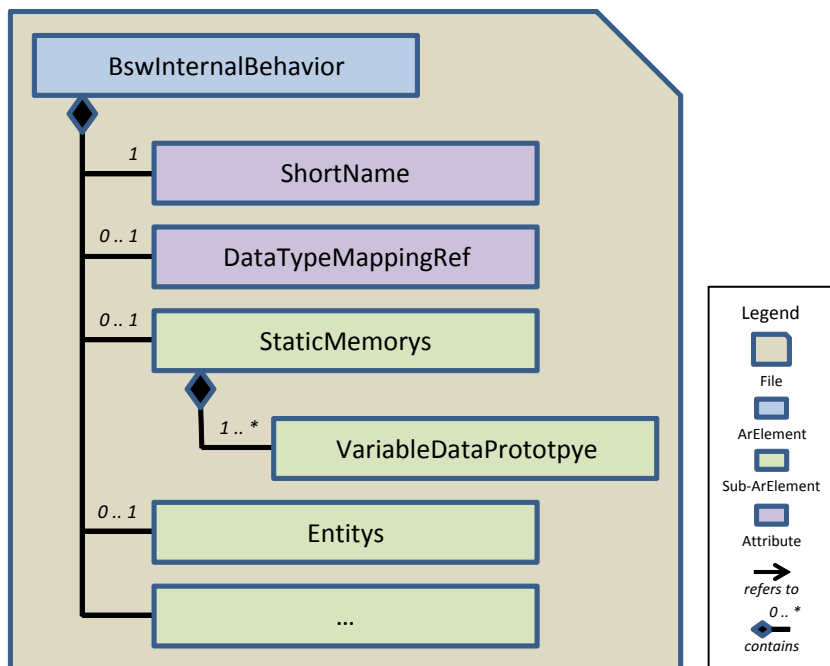 BswInternalBehavior
1
ShortName
0 .. 1
DataTypeMappingRef
0 .. 1
StaticMemorys
1 .. *
VariableDataPrototpye
0 .. 1
Entitys
...
Legend
File
ArElement
Sub-ArElement
Attribute
refers to
0 .. *
contains